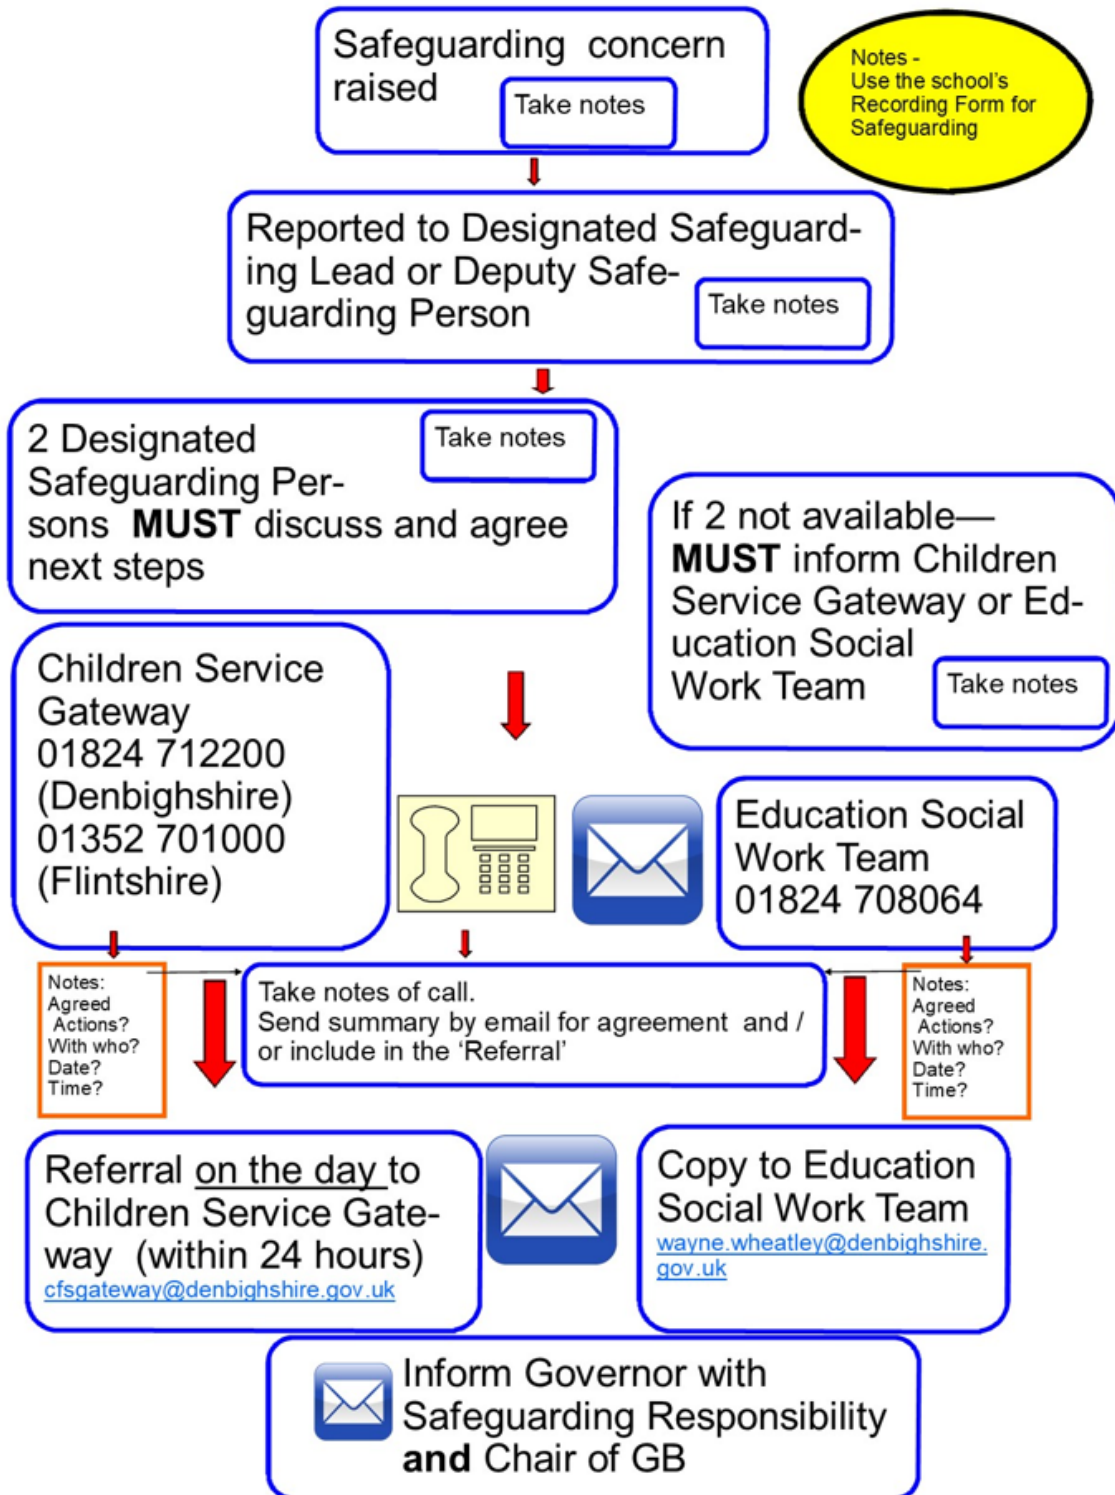 Safeguarding  concern
raised
Take notes
Notes -
Use the school's
Recording Form for
Safeguarding
Reported to Designated Safeguard-
ing Lead or Deputy Safe-
guarding Person
Take notes
2 Designated
Safeguarding Per-
sons  MUST discuss and agree
next steps
Take notes
If 2 not available—
MUST inform Children
Service Gateway or Ed-
ucation Social
Work Team
Take notes
Children Service
Gateway
01824 712200
(Denbighshire)
01352 701000
(Flintshire)
Education Social
Work Team
01824 708064
Notes:
Agreed
Actions?
With who?
Date?
Time?
Take notes of call.
Send summary by email for agreement  and /
or include in the ‘Referral’
Notes:
Agreed
Actions?
With who?
Date?
Time?
Referral on the day to
Children Service Gate-
way  (within 24 hours)
cfsgateway@denbighshire.gov.uk
Copy to Education
Social Work Team
wayne.wheatley@denbighshire.
gov.uk
Inform Governor with
Safeguarding Responsibility
and Chair of GB